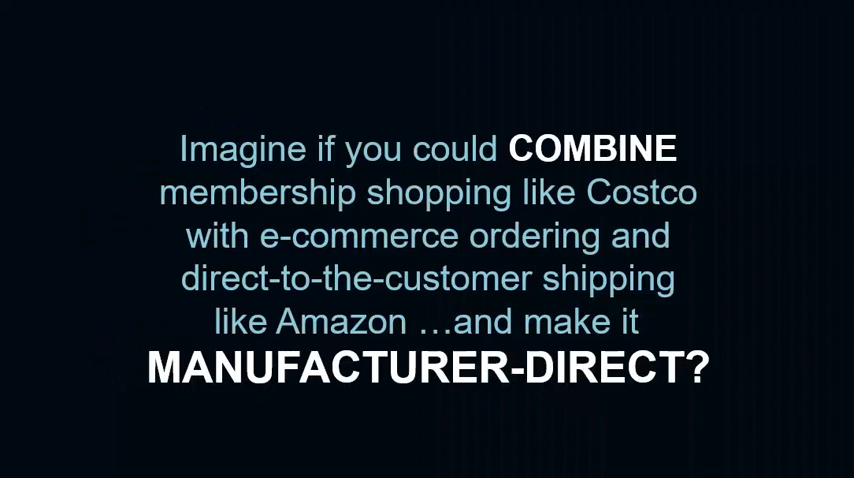 Imagine if you could COMBINE
membership shopping like Costco
with e-commerce ordering and
direct-to-the-customer shipping
like Amazon …and make it
MANUFACTURER-DIRECT?